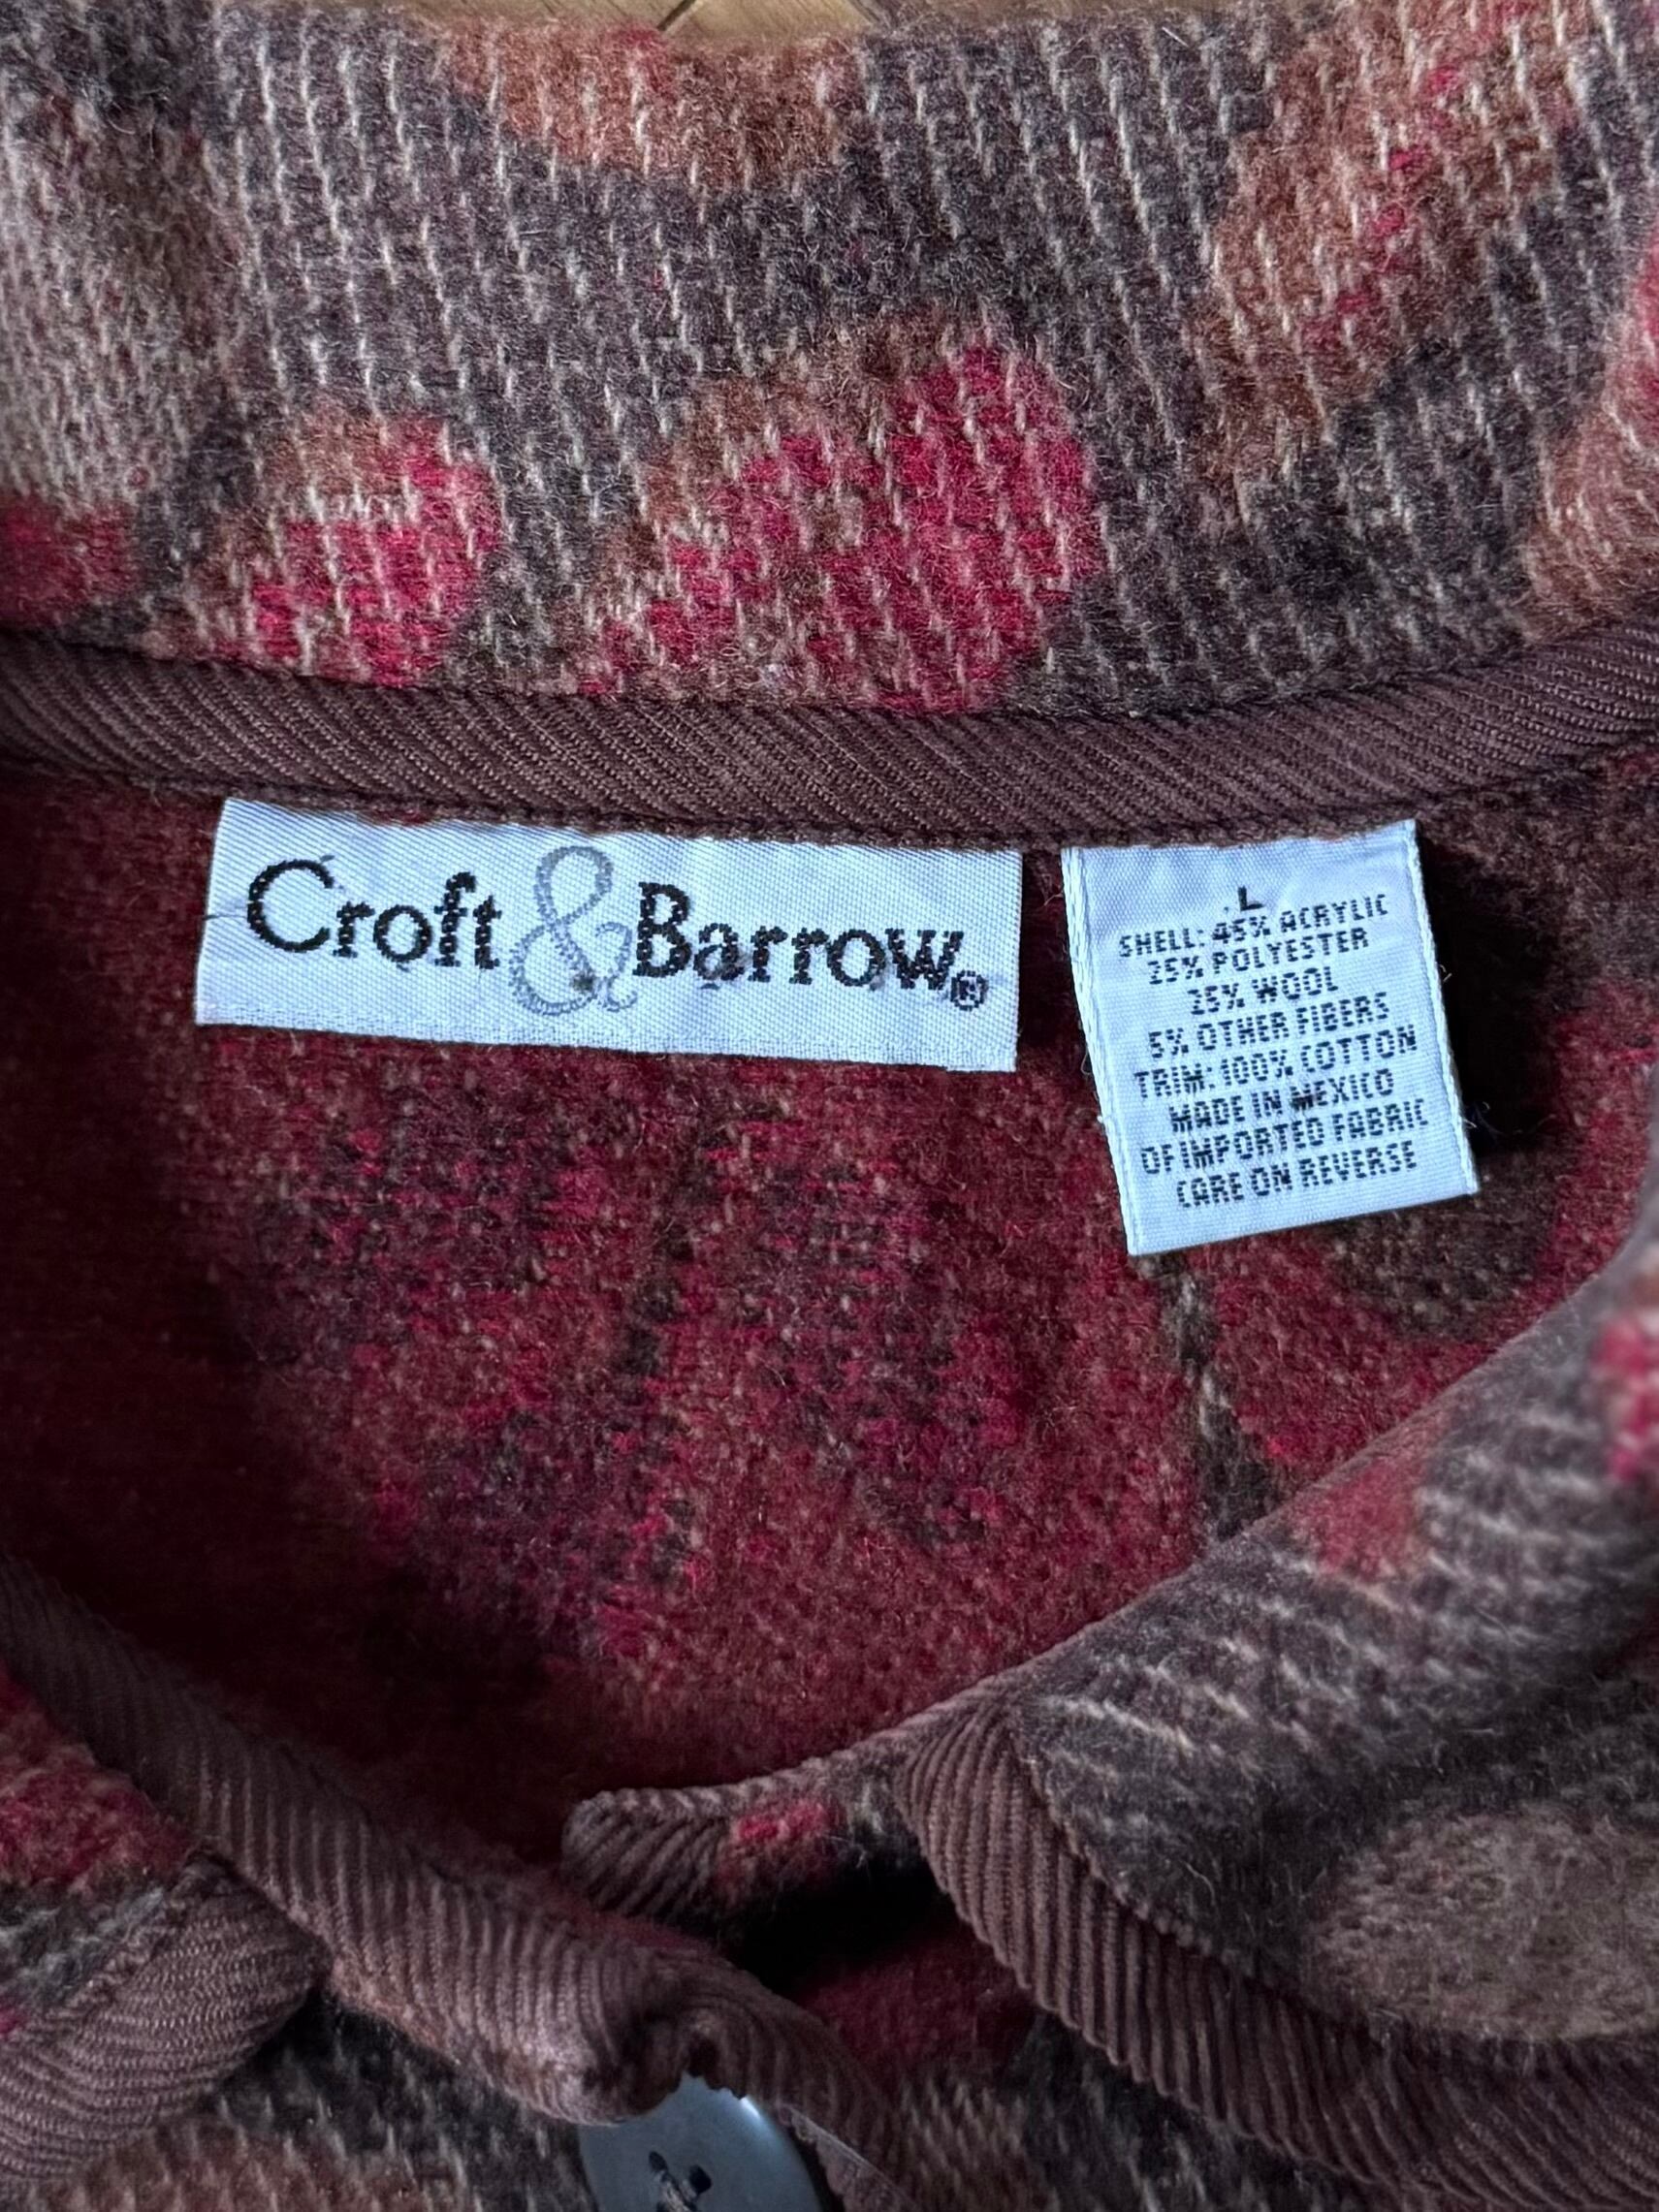 Croft & Barrow®
L
SHELL: 45% ACRYLIC
25% POLYESTER
25% WOOL
5% OTHER FIBERS
TRIM: 100% COTTON
MADE IN MEXICO
OF IMPORTED FABRIC
CARE ON REVERSE